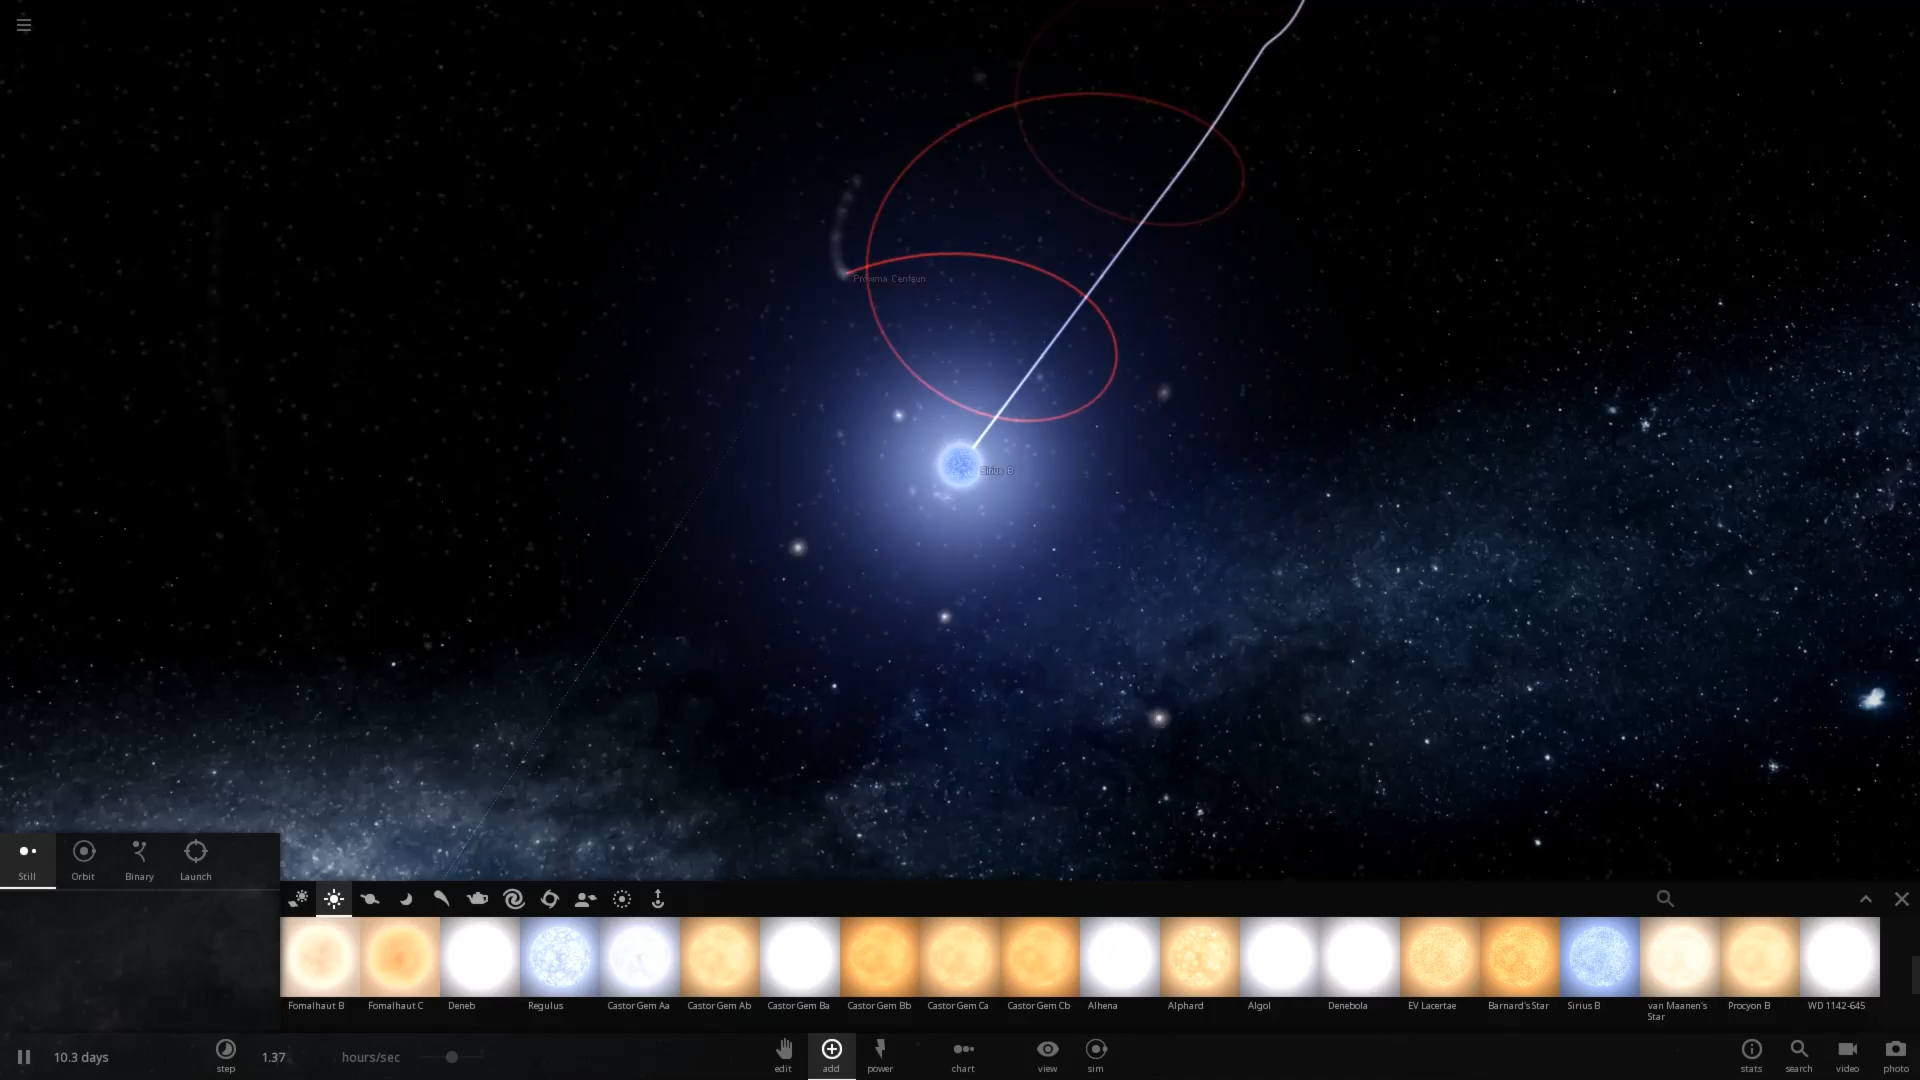 Proxima Centauri
Sirius B
Still
Orbit
Binary
Launch
Fomalhaut B
Fomalhaut C
Deneb
Regulus
Castor Gem Aa
Castor Gem Ab
Castor Gem Ba
Castor Gem Bb
Castor Gem Ca
Castor Gem Cb
Alhena
Alphard
Algol
Denebola
EV Lacertae
Barnard's Star
Sirius B
van Maanen's
Star
Procyon B
WD 1142-645
10.3 days
step
1.37
hours/sec
edit
add
power
chart
view
sim
stats
search
video
photo